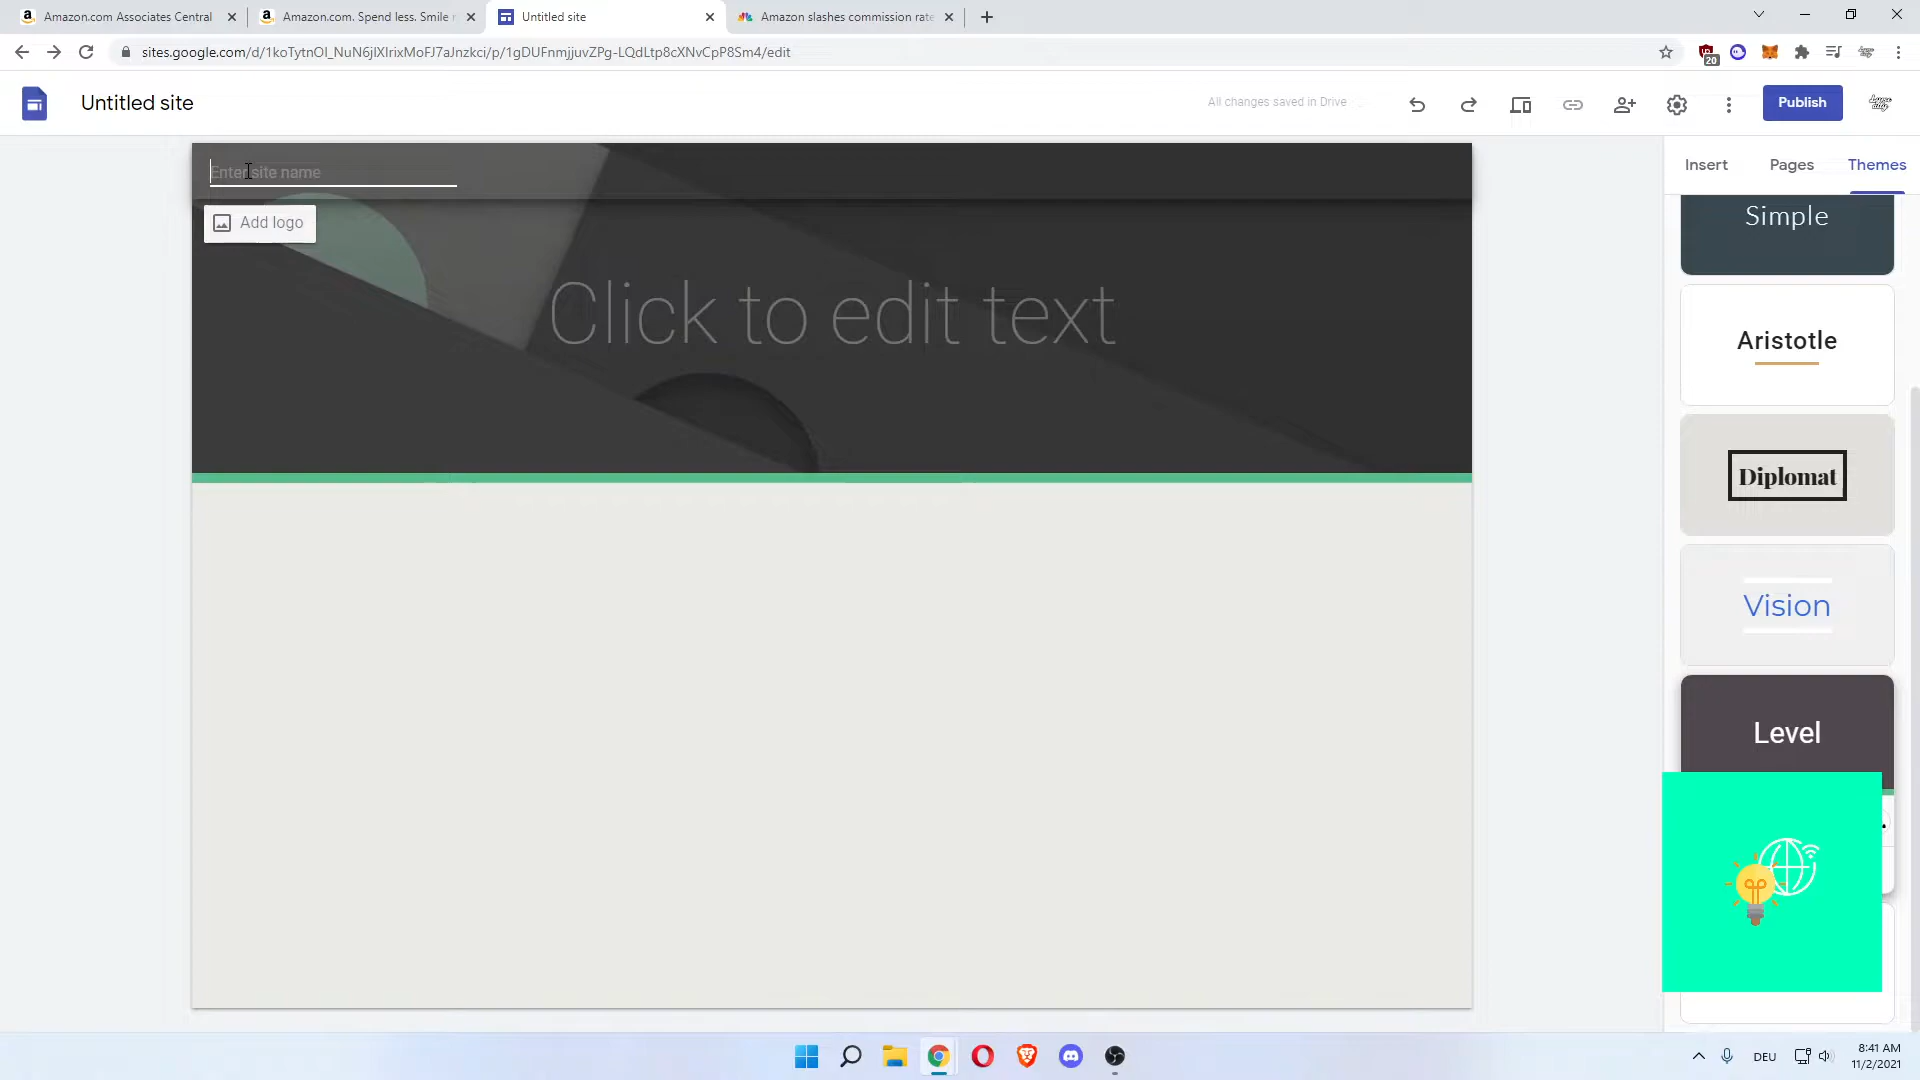 Amazon.com Associates Central
Amazon.com. Spend less. Smile
Untitled site
Amazon slashes commission rate
sites.google.com/d/1koTytnOI_NuN6jlXIrixMoFJ7aJnzkci/p/1gDUFnmjjuvZPg-LQdLtp8cXNvCpP8Sm4/edit
20
Untitled site
All changes saved in Drive
Publish
Enter site name
Add logo
Click to edit text
Insert
Pages
Themes
Simple
Aristotle
Diplomat
Vision
Level
DEU
8:41 AM
11/2/2021